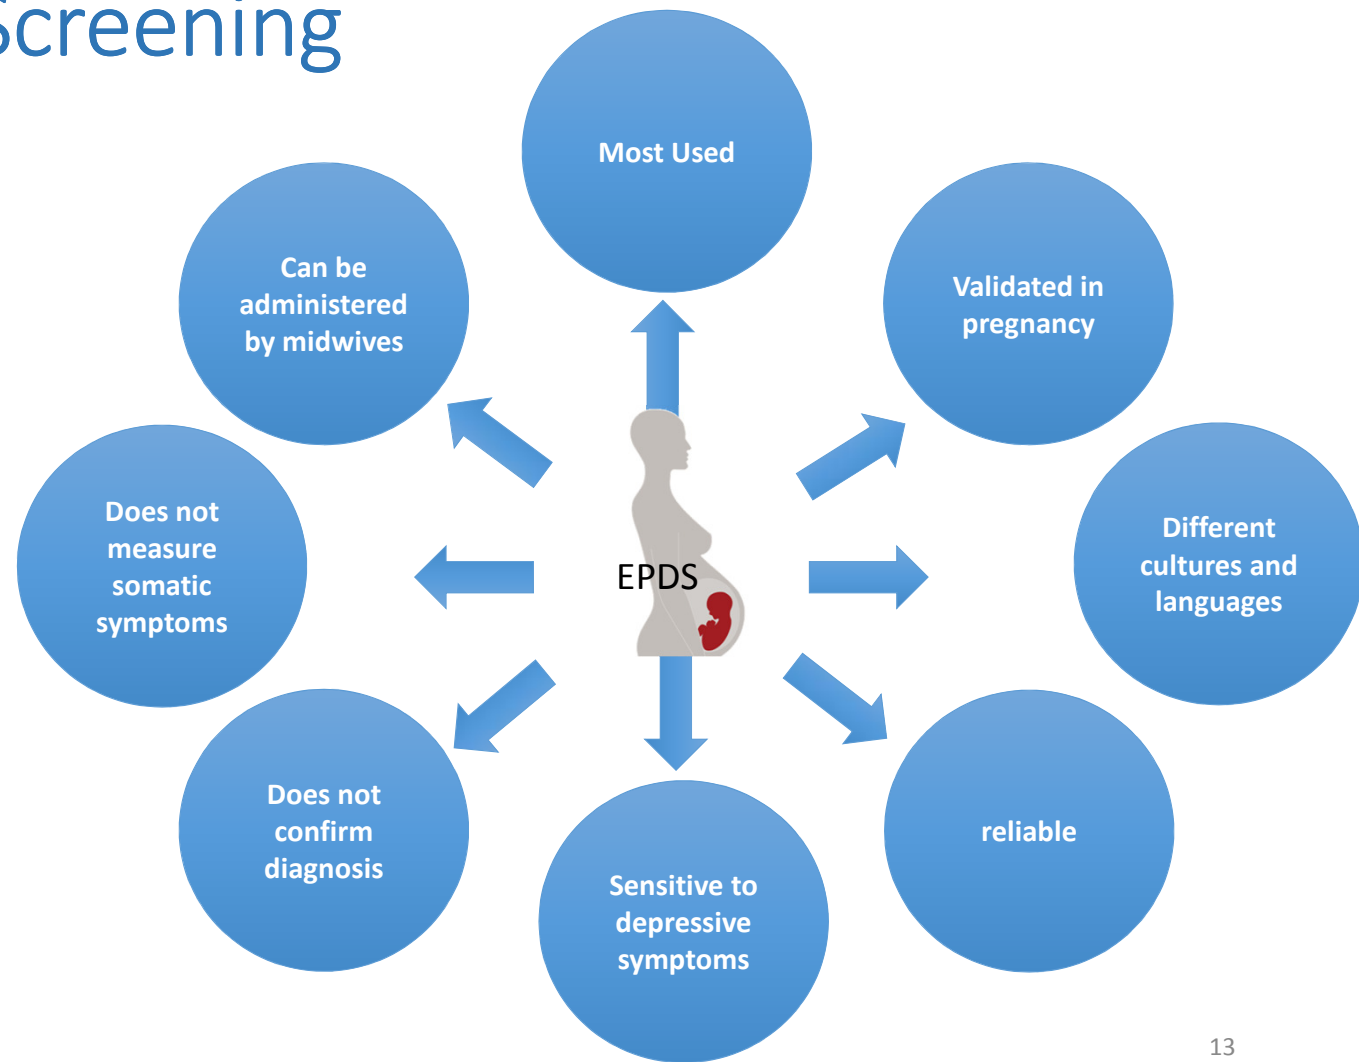 Screening
Most Used
Can be
administered
by midwives
Validated in
pregnancy
Does not
measure
somatic
symptoms
EPDS
Different
cultures and
languages
Does not
confirm
diagnosis
Sensitive to
depressive
symptoms
reliable
13